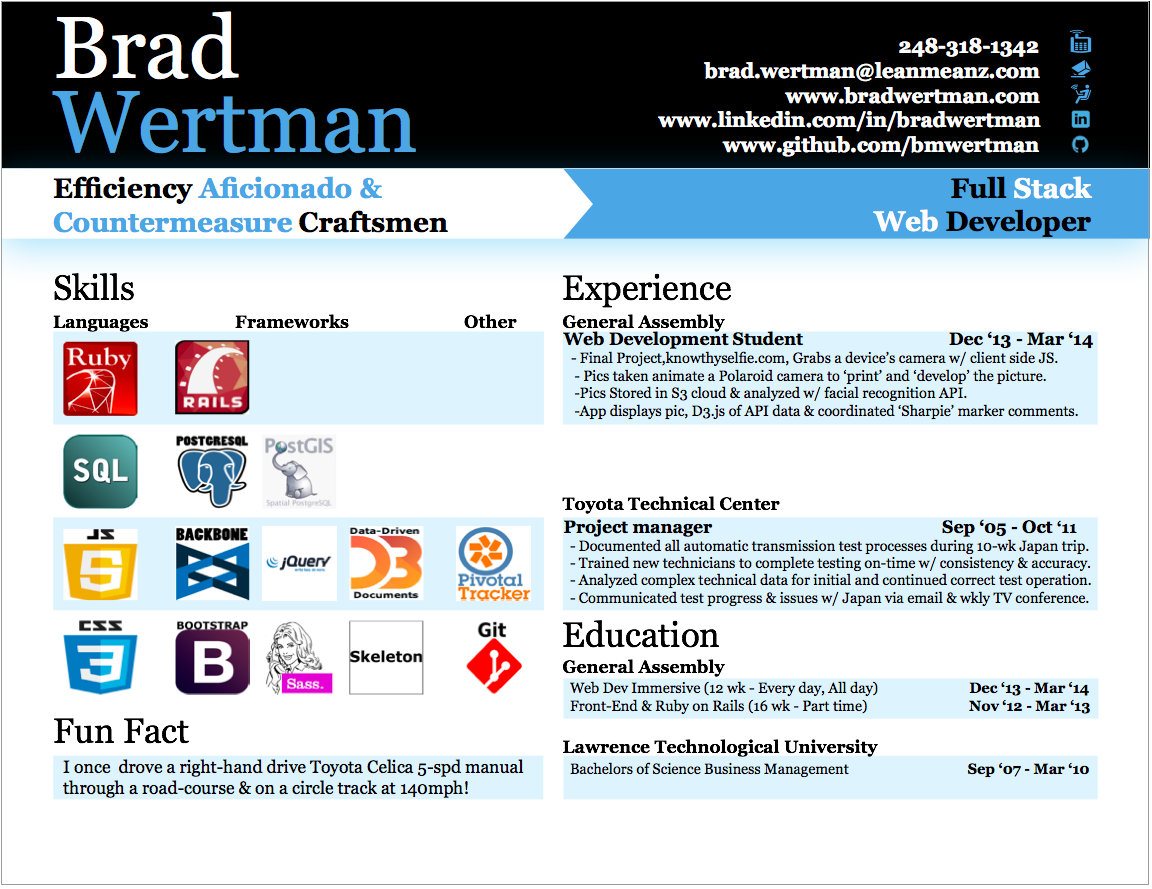 Brad
Wertman
248-318-1342
brad.wertman@leanmeanz.com
www.bradwertman.com
www.linkedin.com/in/bradwertman
in
www.github.com/bmwertman
Efficiency Aficionado &
Countermeasure Craftsmen
Full Stack
Web Developer
Skills
Languages Frameworks Other
Ruby
RAILS
SQL
POSTGRESQL
PostGIS
Spatial PostgreSQL
JS
5
BACKBONE
jQuery
Data-Driven
D3
Documents
Pivotal
Tracker
CSS
3
BOOTSTRAP
B
Sass.
Skeleton
Git
Fun Fact
I once  drove a right-hand drive Toyota Celica 5-spd manual
through a road-course & on a circle track at 140mph!
Experience
General Assembly
Web Development Student Dec ‘13 - Mar ‘14
- Final Project,knowthyselfie.com, Grabs a device’s camera w/ client side JS.
- Pics taken animate a Polaroid camera to ‘print’ and ‘develop’ the picture.
-Pics Stored in S3 cloud & analyzed w/ facial recognition API.
-App displays pic, D3.js of API data & coordinated ‘Sharpie’ marker comments.
Toyota Technical Center
Project manager Sep ‘05 - Oct ‘11
- Documented all automatic transmission test processes during 10-wk Japan trip.
- Trained new technicians to complete testing on-time w/ consistency & accuracy.
- Analyzed complex technical data for initial and continued correct test operation.
- Communicated test progress & issues w/ Japan via email & wkly TV conference.
Education
General Assembly
Web Dev Immersive (12 wk - Every day, All day) Dec ‘13 - Mar ‘14
Front-End & Ruby on Rails (16 wk - Part time) Nov ‘12 - Mar ‘13
Lawrence Technological University
Bachelors of Science Business Management Sep ‘07 - Mar ‘10